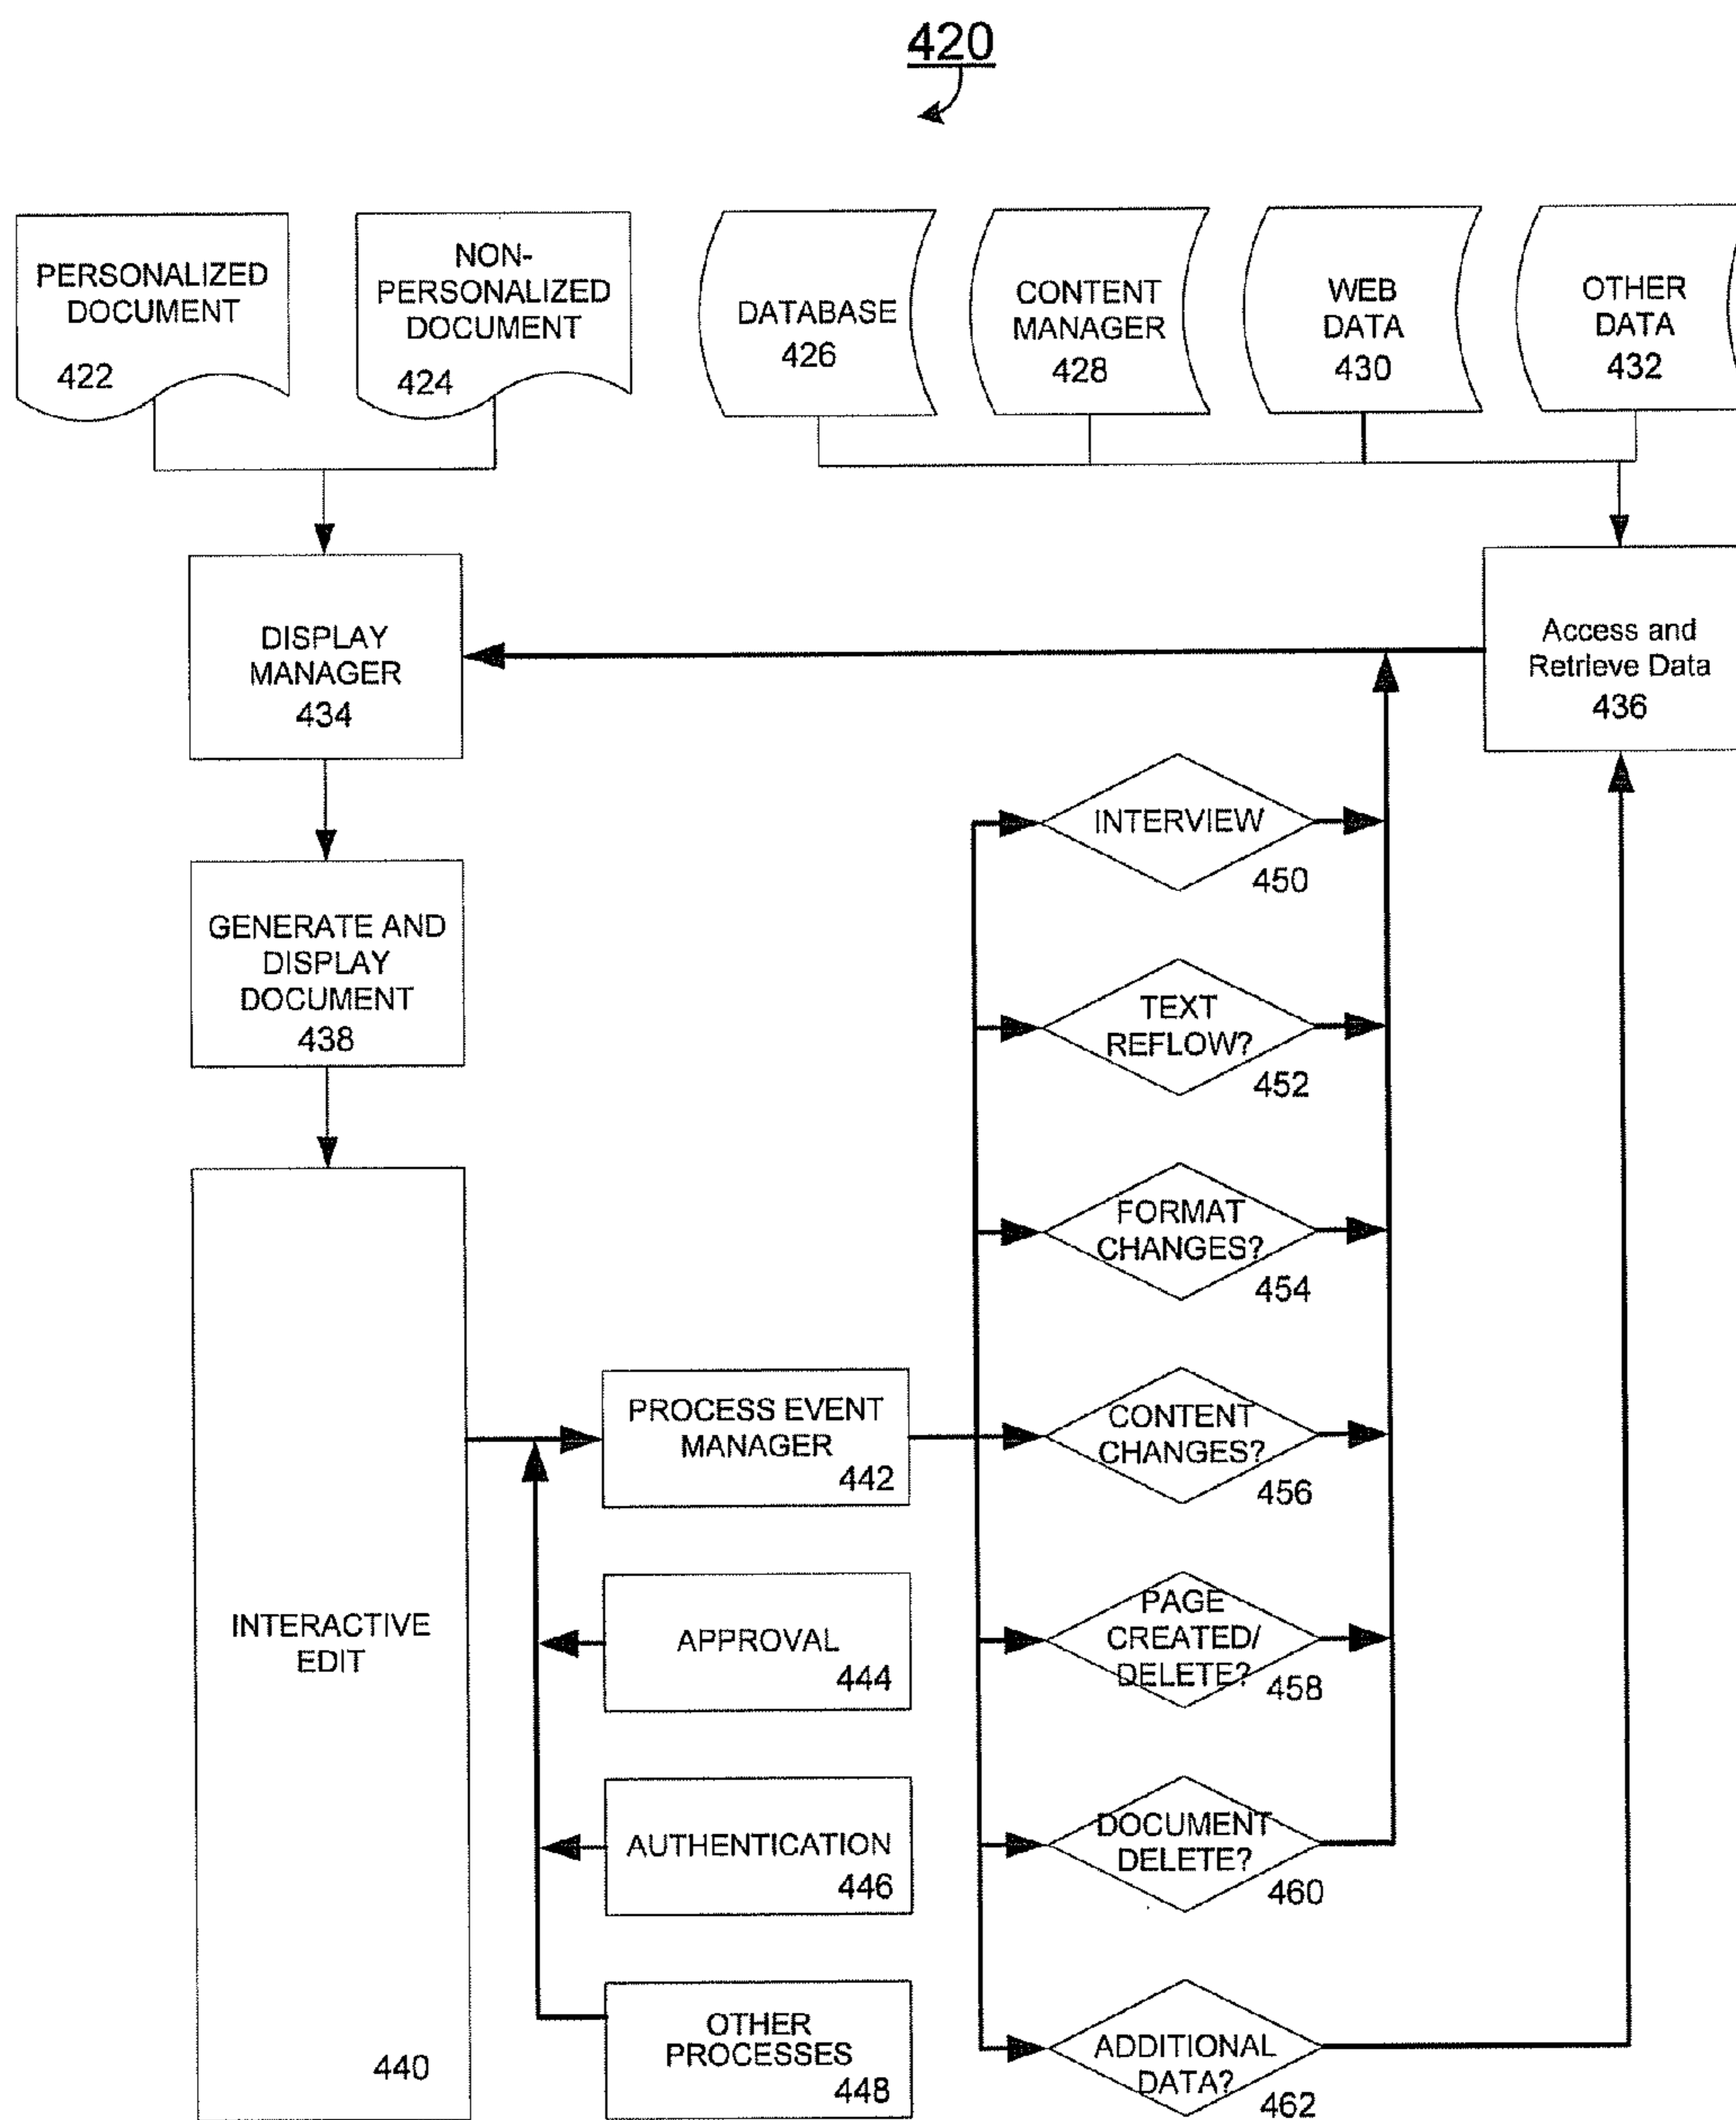 420
PERSONALIZED
DOCUMENT
422
NON-
PERSONALIZED
DOCUMENT
424
DATABASE
426
CONTENT
MANAGER
428
WEB
DATA
430
OTHER
DATA
432
DISPLAY
MANAGER
434
Access and
Retrieve Data
436
GENERATE AND
DISPLAY
DOCUMENT
438
INTERACTIVE
EDIT
440
PROCESS EVENT
MANAGER
442
APPROVAL
444
AUTHENTICATION
446
OTHER
PROCESSES
448
INTERVIEW
450
TEXT
REFLOW?
452
FORMAT
CHANGES?
454
CONTENT
CHANGES?
456
PAGE
CREATED/
DELETE?
458
DOCUMENT
DELETE?
460
ADDITIONAL
DATA?
462